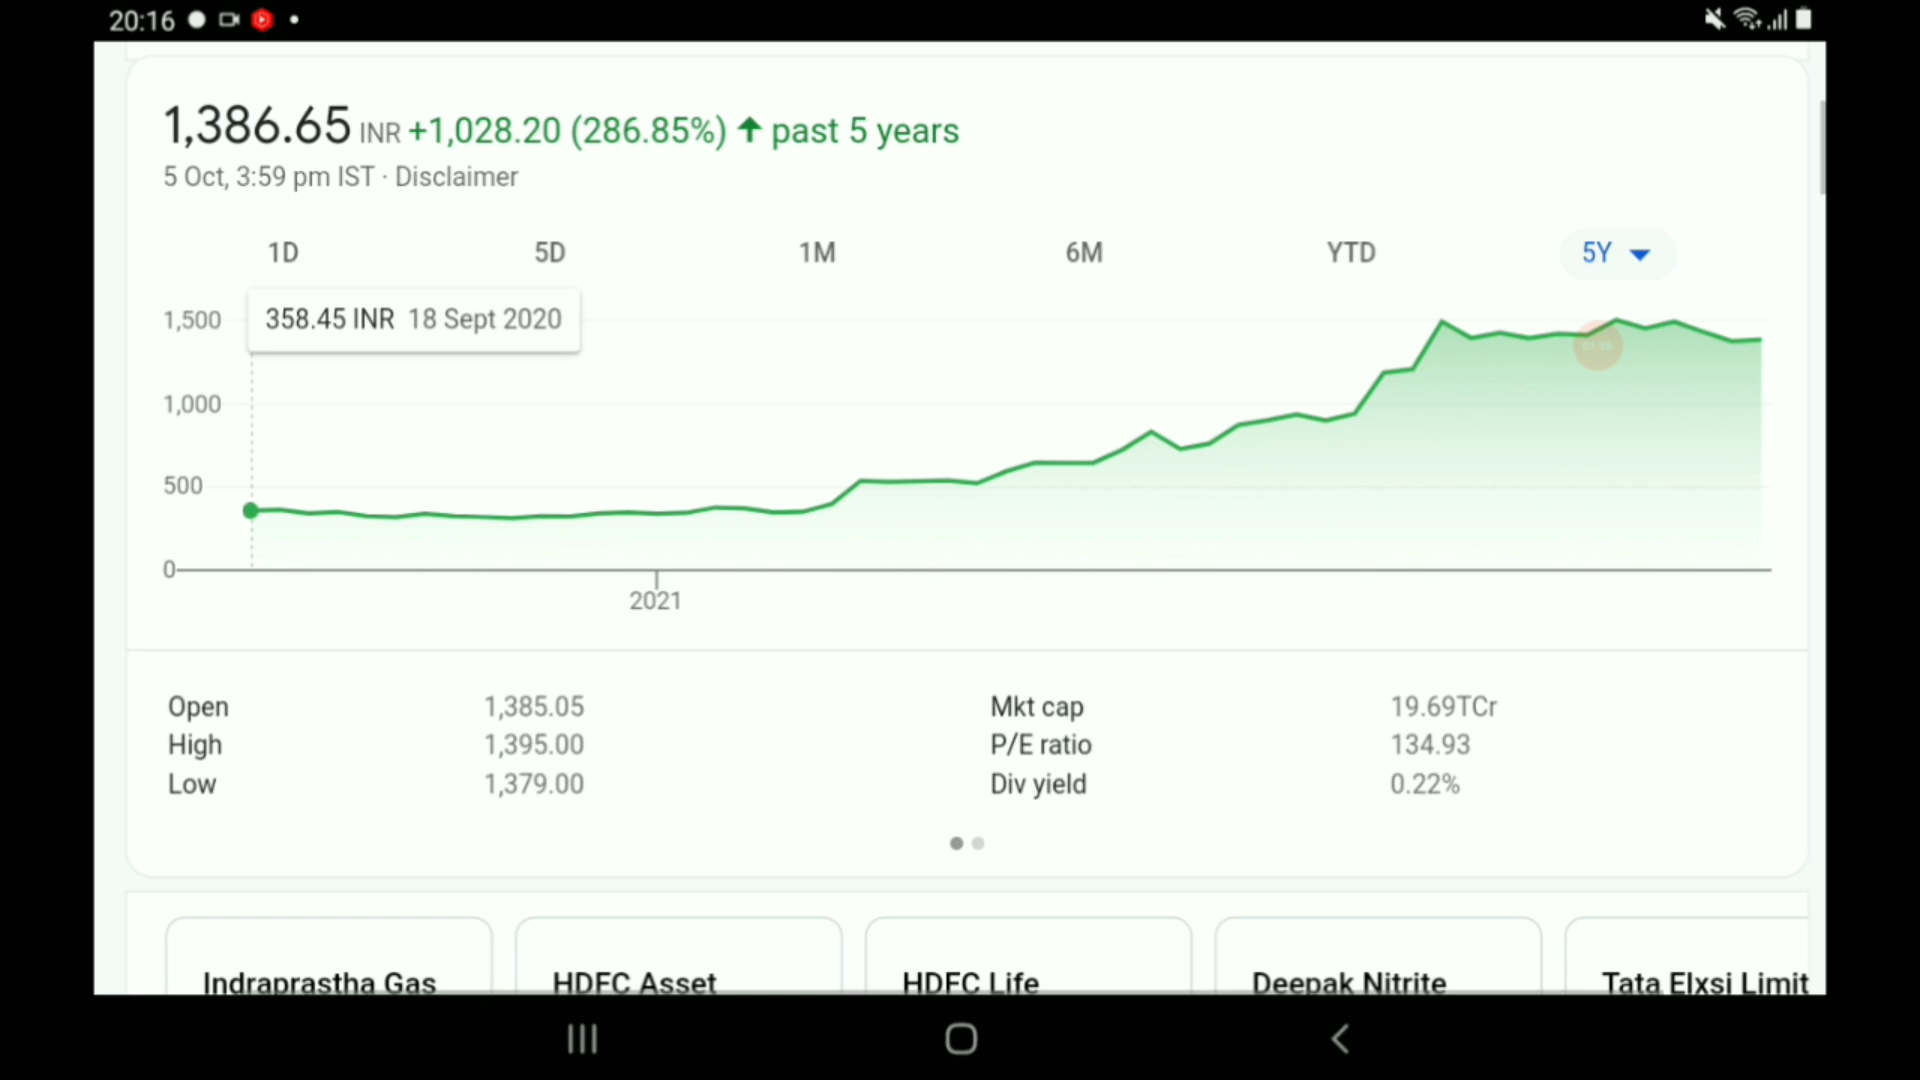 20:16
1,386.65 INR +1,028.20 (286.85%) ↑ past 5 years
5 Oct, 3:59 pm IST · Disclaimer
1D 5D 1M 6M YTD 5Y
358.45 INR 18 Sept 2020
1,500
1,000
500
0
2021
Open 1,385.05 Mkt cap 19.69TCr
High 1,395.00 P/E ratio 134.93
Low 1,379.00 Div yield 0.22%
Indraprastha Gas HDFC Asset HDFC Life Deepak Nitrite Tata Elxsi Limit